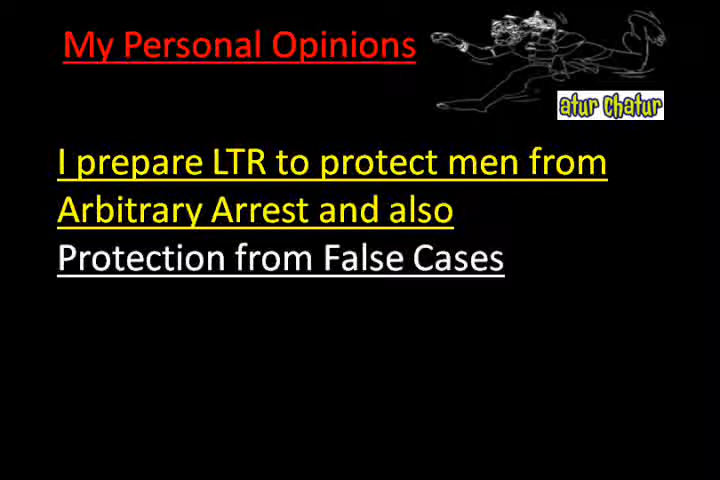 My Personal Opinions
atur chatur
I prepare LTR to protect men from
Arbitrary Arrest and also
Protection from False Cases